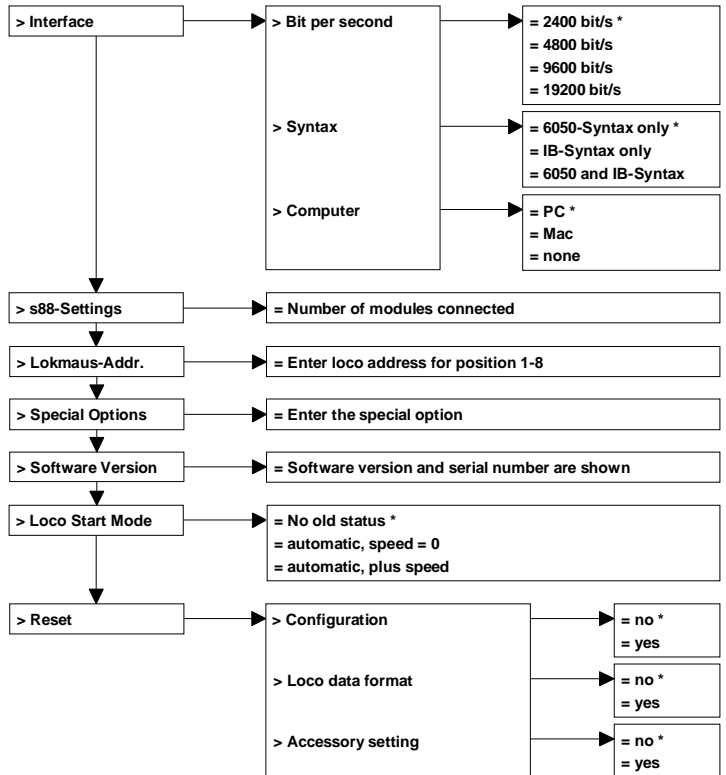 > Interface
> Bit per second
= 2400 bit/s *
= 4800 bit/s
= 9600 bit/s
= 19200 bit/s
> Syntax
= 6050-Syntax only *
= IB-Syntax only
= 6050 and IB-Syntax
> Computer
= PC *
= Mac
= none
> s88-Settings
= Number of modules connected
> Lokmaus-Addr.
= Enter loco address for position 1-8
> Special Options
= Enter the special option
> Software Version
= Software version and serial number are shown
> Loco Start Mode
= No old status *
= automatic, speed = 0
= automatic, plus speed
> Reset
> Configuration
= no *
= yes
> Loco data format
= no *
= yes
> Accessory setting
= no *
= yes